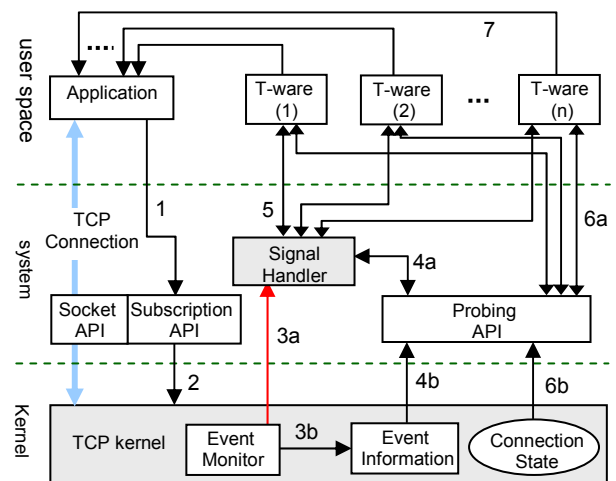 user space
7
.....
Application
T-ware
(1)
T-ware
(2)
...
T-ware
(n)
TCP
Connection
1
5
6a
system
Signal
Handler
4a
Socket
API
Subscription
API
Probing
API
3a
2
4b
6b
Kernel
TCP kernel
Event
Monitor
3b
Event
Information
Connection
State